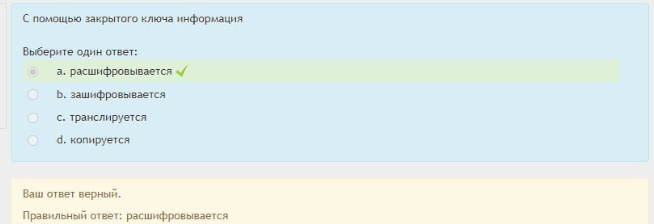 С помощью закрытого ключа информация
Выберите один ответ:
a. расшифровывается
b. зашифровывается
c. транслируется
d. копируется
Ваш ответ верный.
Правильный ответ: расшифровывается